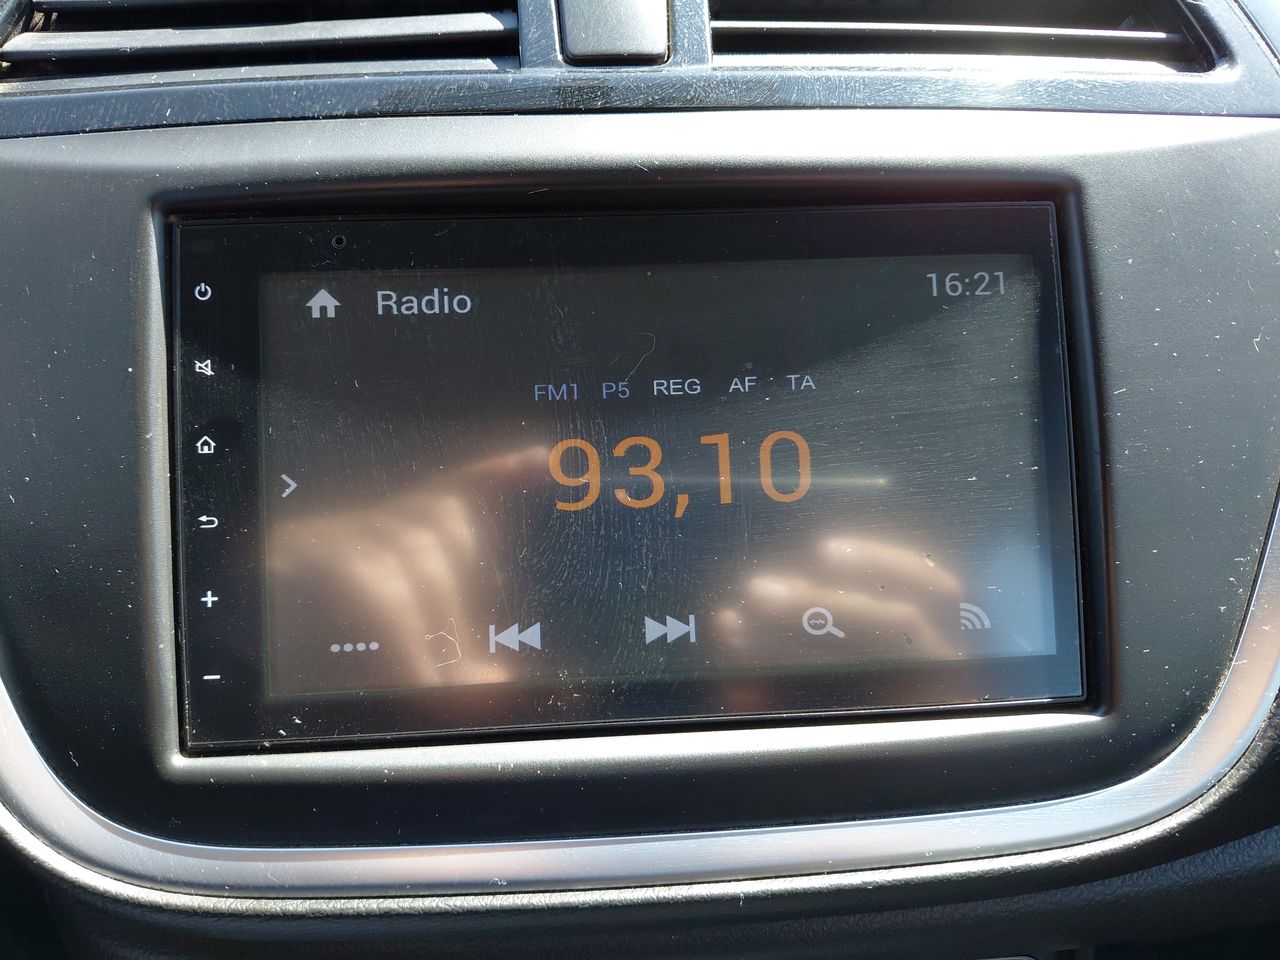 Radio 16:21
FM1 P5 REG AF TA
93,10